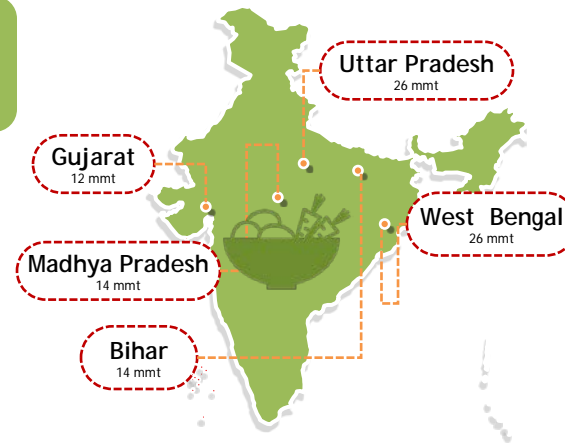 Uttar Pradesh
26 mmt
Gujarat
12 mmt
West Bengal
26 mmt
Madhya Pradesh
14 mmt
Bihar
14 mmt